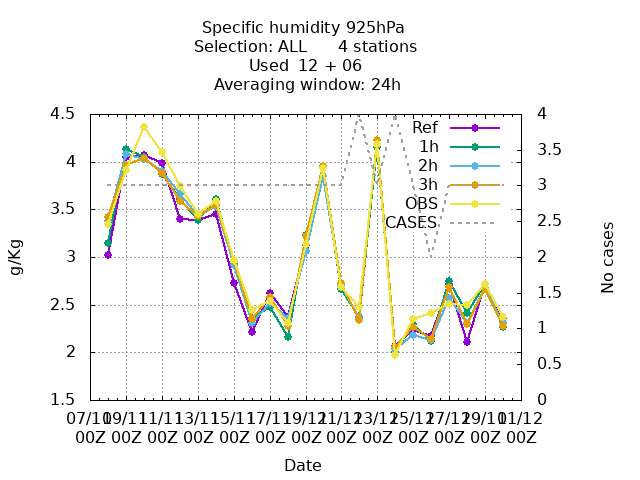 Specific humidity 925hPa
Selection: ALL      4 stations
Used  12 + 06
Averaging window: 24h
4.5
4
3.5
3
2.5
2
1.5
g/Kg
4
3.5
3
2.5
2
1.5
1
0.5
0
No cases
Ref
1h
2h
3h
OBS
CASES
07/11 09/11 11/11 13/11 15/11 17/11 19/11 21/11 23/11 25/11 27/11 29/11 01/12
00Z 00Z 00Z 00Z 00Z 00Z 00Z 00Z 00Z 00Z 00Z 00Z 00Z
Date